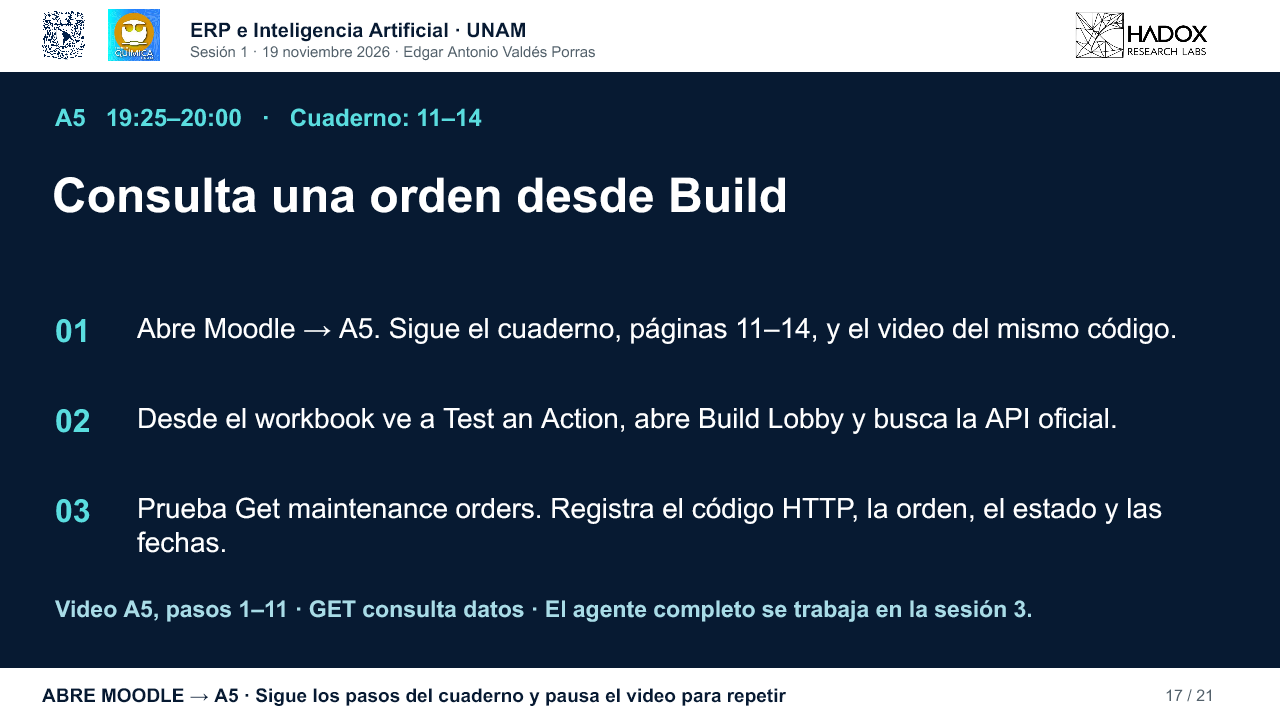 ERP e Inteligencia Artificial · UNAM
Sesión 1 · 19 noviembre 2026 · Edgar Antonio Valdés Porras
QUÍMICA
HADOX
RESEARCH LABS
A5 19:25–20:00 · Cuaderno: 11–14
Consulta una orden desde Build
01 Abre Moodle → A5. Sigue el cuaderno, páginas 11–14, y el video del mismo código.
02 Desde el workbook ve a Test an Action, abre Build Lobby y busca la API oficial.
03 Prueba Get maintenance orders. Registra el código HTTP, la orden, el estado y las
fechas.
Video A5, pasos 1–11 · GET consulta datos · El agente completo se trabaja en la sesión 3.
ABRE MOODLE → A5 · Sigue los pasos del cuaderno y pausa el video para repetir
17 / 21